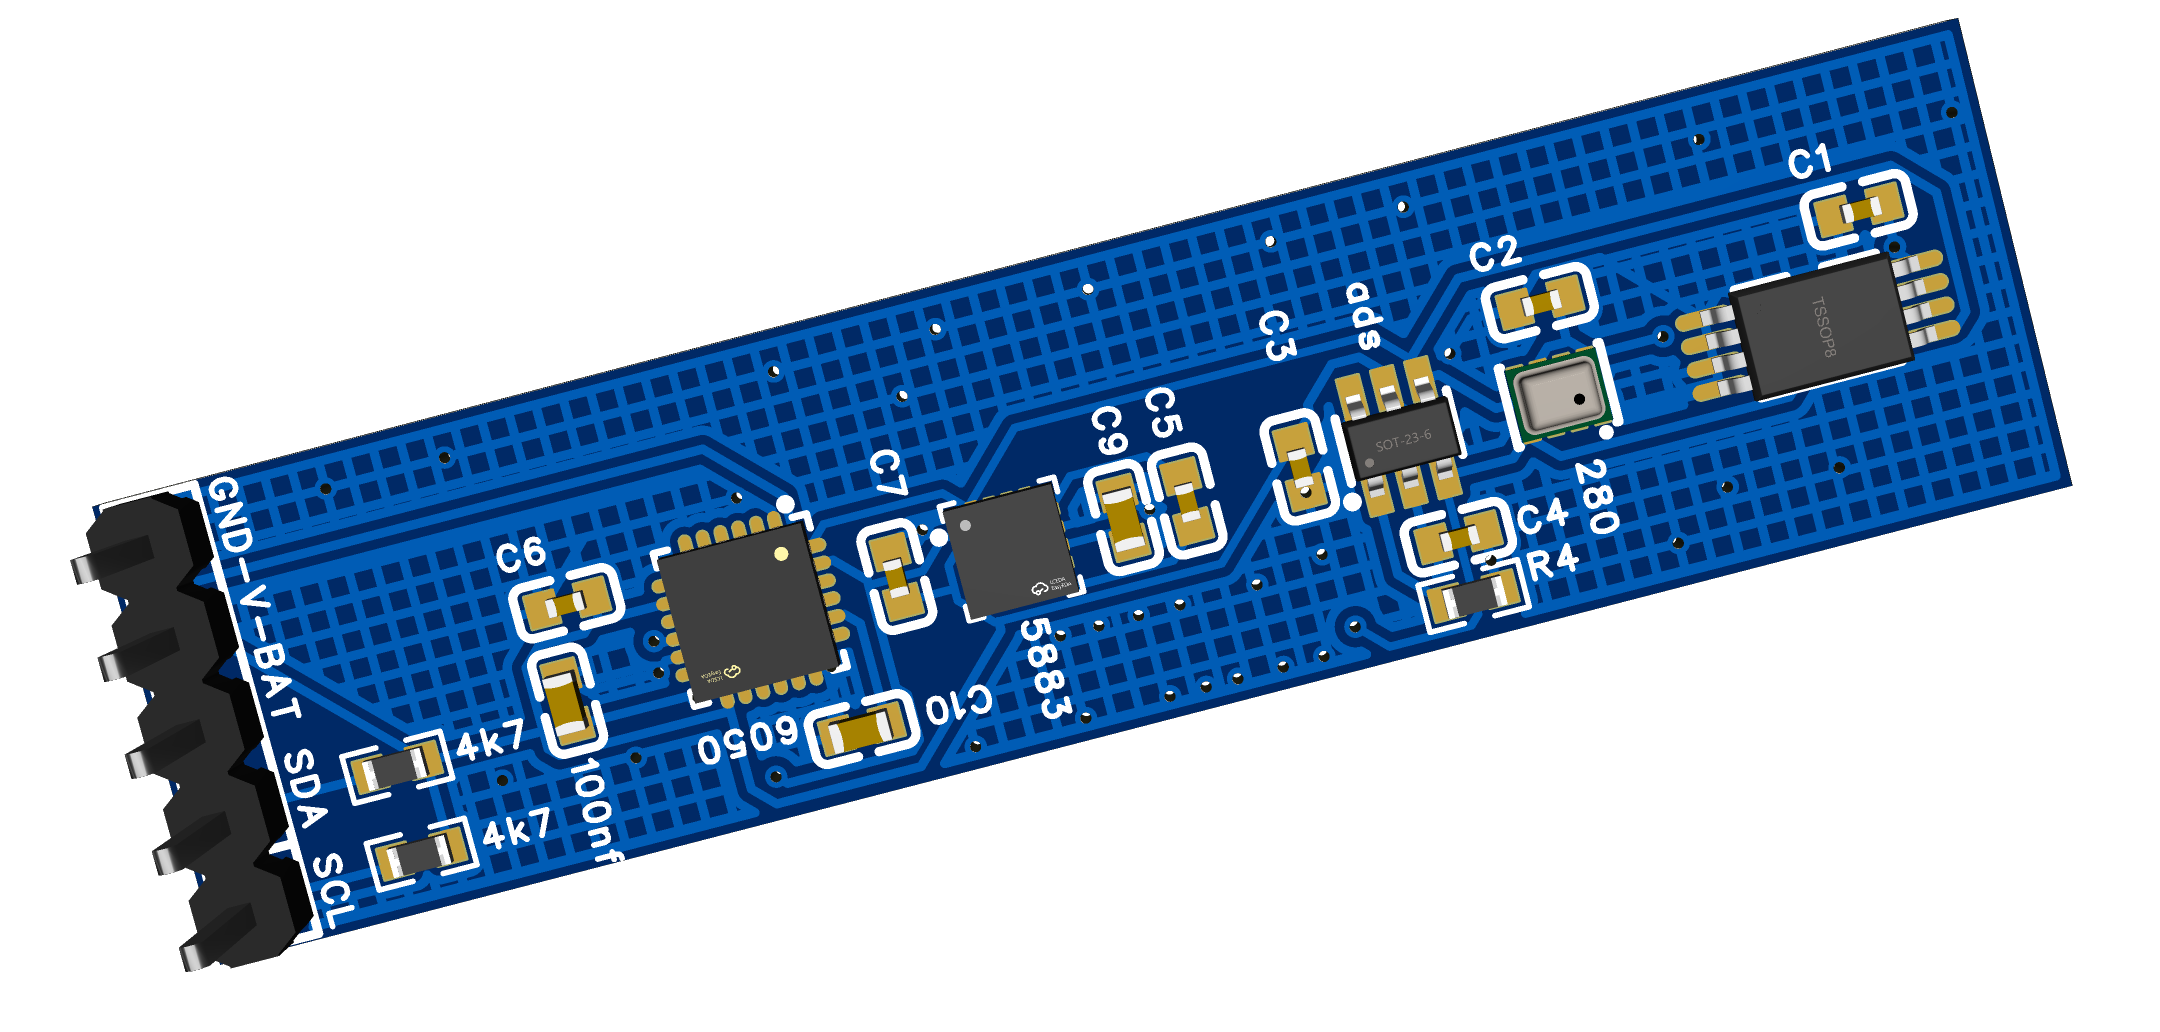 GND-V-BAT SDA SCL
4k7
4k7
C6
100nf
6050
C10
C7
5883
C9
C5
C3
ads
SOT-23-6
C4
R4
280
C2
C1
TSSOP8